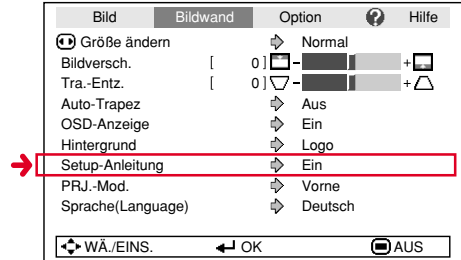 Bild Bildwand Option ? Hilfe
Größe ändern Normal
Bildversch. [ 0 ] - +
Tra.-Entz. [ 0 ] - +
Auto-Trapez Aus
OSD-Anzeige Ein
Hintergrund Logo
Setup-Anleitung Ein
PRJ.-Mod. Vorne
Sprache(Language) Deutsch
WÄ./EINS. OK AUS